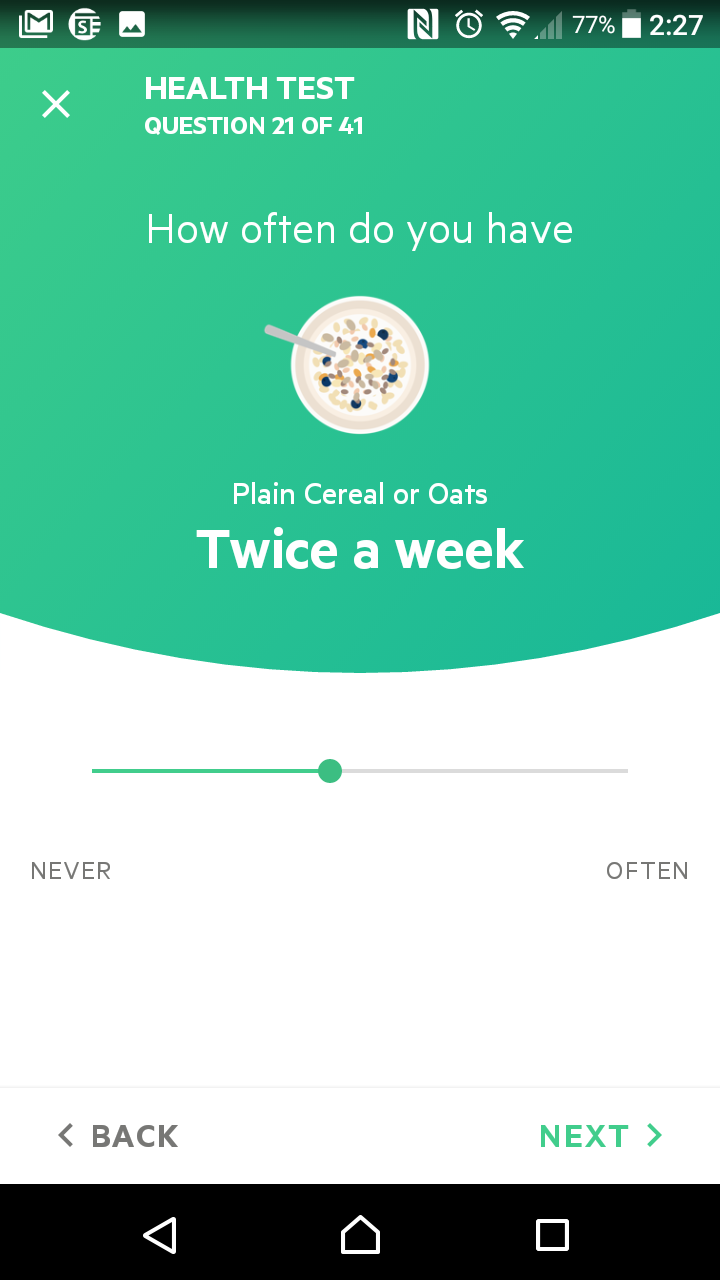 77% 2:27
HEALTH TEST
QUESTION 21 OF 41
How often do you have
Plain Cereal or Oats
Twice a week
NEVER OFTEN
BACK NEXT